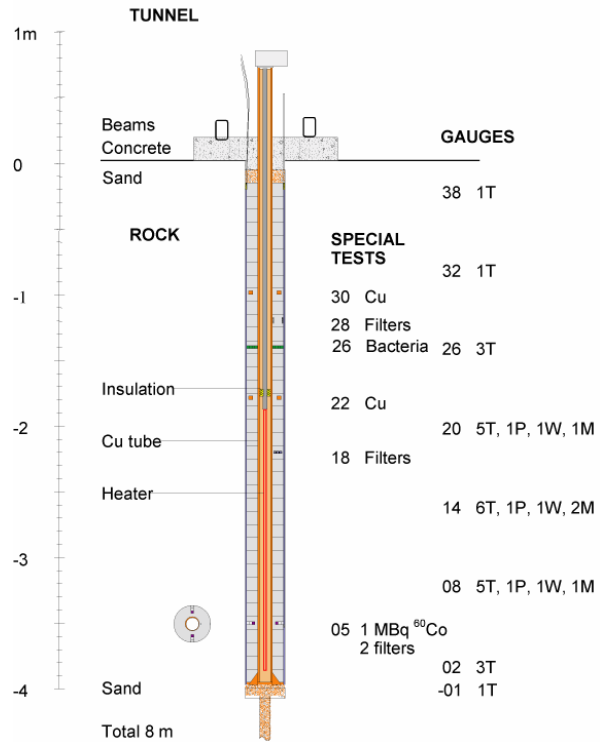 TUNNEL
1m
Beams
Concrete
GAUGES
0
Sand
38 1T
ROCK
SPECIAL
TESTS
32 1T
-1
30 Cu
28 Filters
26 Bacteria
26 3T
Insulation
22 Cu
-2
Cu tube
20 5T, 1P, 1W, 1M
18 Filters
Heater
14 6T, 1P, 1W, 2M
-3
08 5T, 1P, 1W, 1M
05 1 MBq ⁶⁰Co
2 filters
02 3T
-4
Sand
-01 1T
Total 8 m